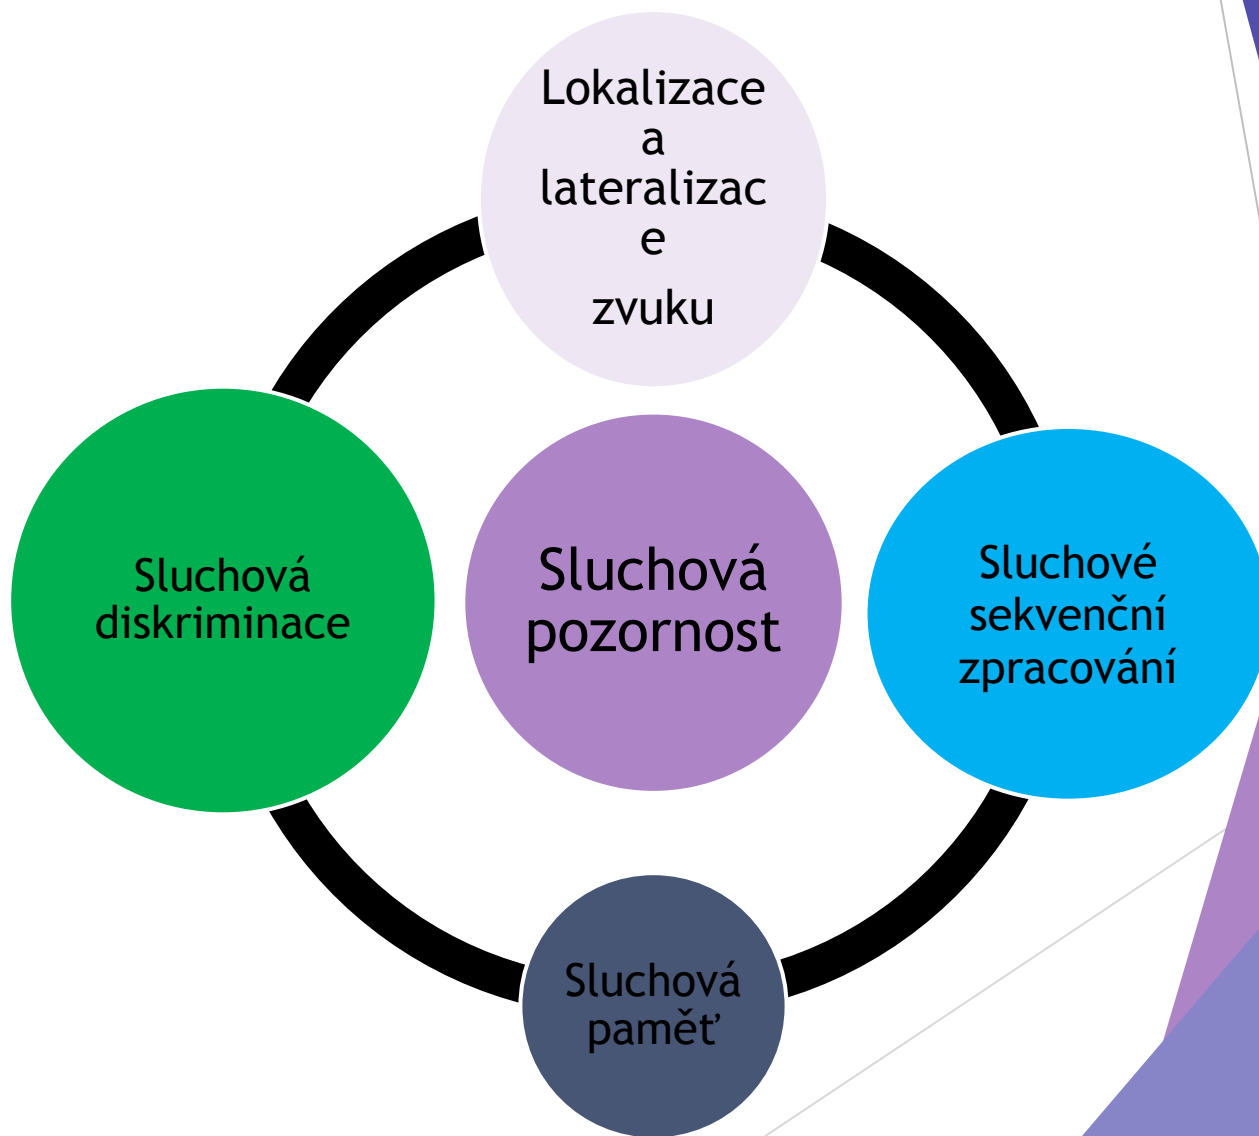 Lokalizace
a
lateralizac
e
zvuku
Sluchová
diskriminace
Sluchová
pozornost
Sluchové
sekvenční
zpracování
Sluchová
paměť